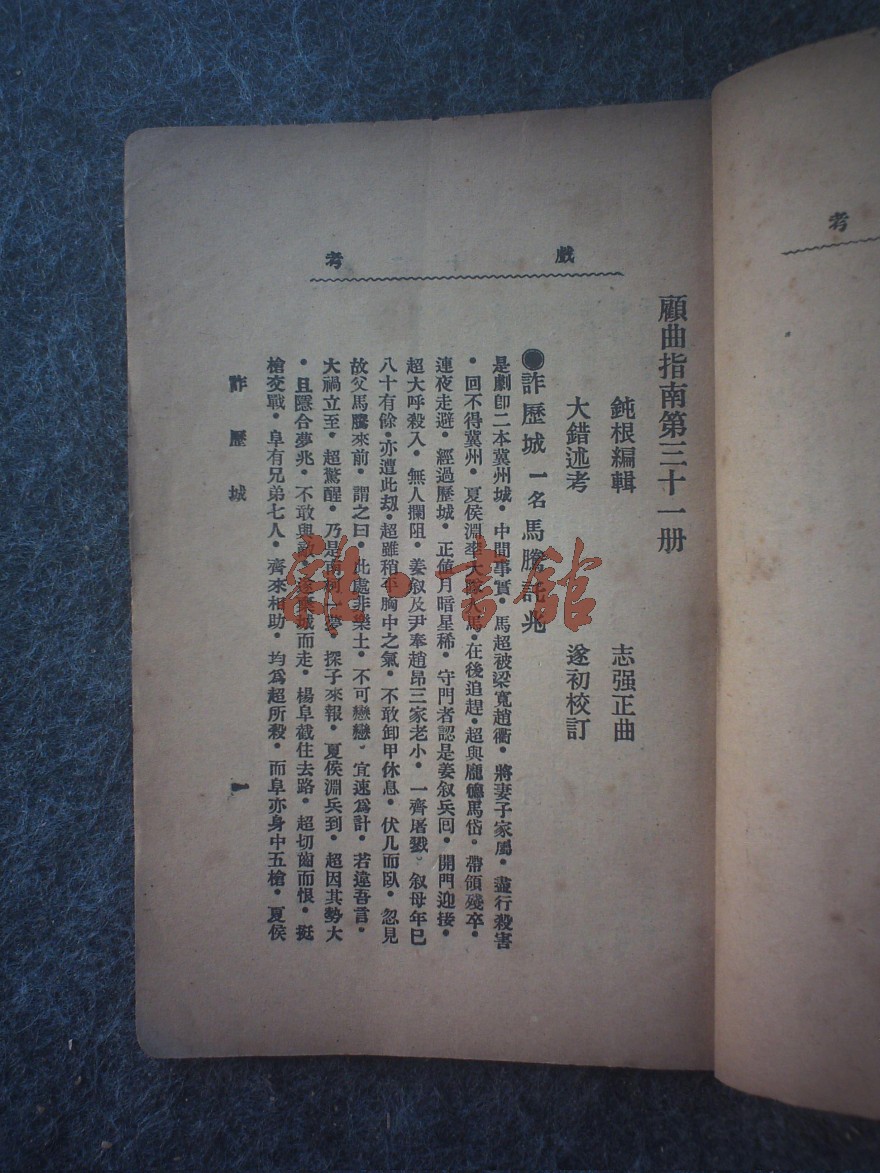 考
戲考
顧曲指南第三十一册
鈍根編輯 志强正曲
大錯述考 遂初校訂
●詐歷城 一名馬騰託兆
是劇卽二本冀州城•中間事實•馬超被梁寬趙衢•將妻子家屬•盡行殺害
•回不得冀州•夏侯淵率大隊人馬•在後追趕•超與龐德馬岱•帶領殘卒•
連夜走避•經過歷城•正値月暗星稀•守門者認是姜叙兵囘•開門迎接•
超大呼殺入•無人攔阻•姜叙及尹奉趙昂三家老小•一齊屠戮•叙母年已
八十有餘•亦遭此刧•超雖稍平胸中之氣•不敢卸甲休息•伏几而臥•忽見
故父馬騰來前•謂之曰•此處非樂土•不可戀戀•宜速爲計•若違吾言•
大禍立至•超驚醒•乃是南柯一夢•探子來報•夏侯淵兵到•超因其勢大
•且隱合夢兆•不敢與敵•遂棄城而走•楊阜截住去路•超切齒而恨•挺
槍交戰•阜有兄弟七人•齊來相助•均爲超所殺•而阜亦身中五槍•夏侯
詐歷城 一
雜·書館